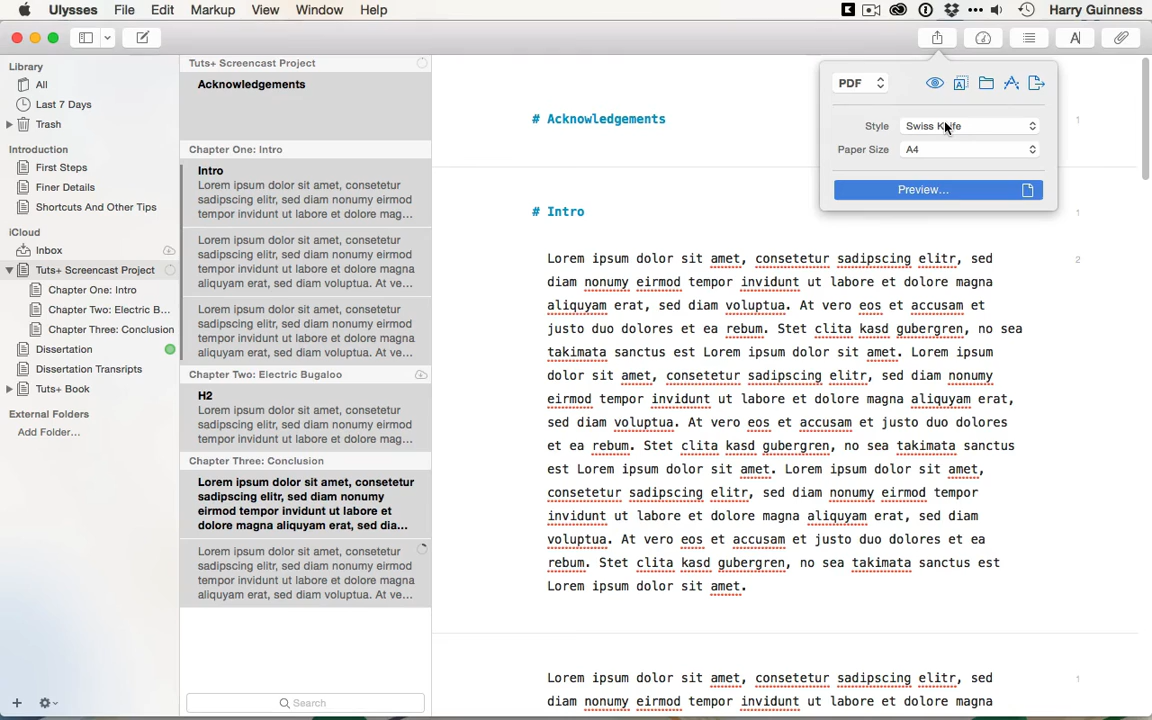 Ulysses File Edit Markup View Window Help Harry Guinness
Library
All
Last 7 Days
Trash
Introduction
First Steps
Finer Details
Shortcuts And Other Tips
iCloud
Inbox
Tuts+ Screencast Project
Chapter One: Intro
Chapter Two: Electric B...
Chapter Three: Conclusion
Dissertation
Dissertation Transripts
Tuts+ Book
External Folders
Add Folder...
Tuts+ Screencast Project
Acknowledgements
Chapter One: Intro
Intro
Lorem ipsum dolor sit amet, consetetur
sadipscing elitr, sed diam nonumy eirmod
tempor invidunt ut labore et dolore mag...
Lorem ipsum dolor sit amet, consetetur
sadipscing elitr, sed diam nonumy eirmod
tempor invidunt ut labore et dolore magna
aliquyam erat, sed diam voluptua. At ve...
Lorem ipsum dolor sit amet, consetetur
sadipscing elitr, sed diam nonumy eirmod
tempor invidunt ut labore et dolore magna
aliquyam erat, sed diam voluptua. At ve...
Chapter Two: Electric Bugaloo
H2
Lorem ipsum dolor sit amet, consetetur
sadipscing elitr, sed diam nonumy eirmod
tempor invidunt ut labore et dolore mag...
Chapter Three: Conclusion
Lorem ipsum dolor sit amet, consetetur
sadipscing elitr, sed diam nonumy
eirmod tempor invidunt ut labore et
dolore magna aliquyam erat, sed dia...
Lorem ipsum dolor sit amet, consetetur
sadipscing elitr, sed diam nonumy eirmod
tempor invidunt ut labore et dolore magna
aliquyam erat, sed diam voluptua. At ve...
Search
# Acknowledgements
1
# Intro
1
Lorem ipsum dolor sit amet, consetetur sadipscing elitr, sed
2
diam nonumy eirmod tempor invidunt ut labore et dolore magna
aliquyam erat, sed diam voluptua. At vero eos et accusam et
justo duo dolores et ea rebum. Stet clita kasd gubergren, no sea
takimata sanctus est Lorem ipsum dolor sit amet. Lorem ipsum
dolor sit amet, consetetur sadipscing elitr, sed diam nonumy
eirmod tempor invidunt ut labore et dolore magna aliquyam erat,
sed diam voluptua. At vero eos et accusam et justo duo dolores
et ea rebum. Stet clita kasd gubergren, no sea takimata sanctus
est Lorem ipsum dolor sit amet. Lorem ipsum dolor sit amet,
consetetur sadipscing elitr, sed diam nonumy eirmod tempor
invidunt ut labore et dolore magna aliquyam erat, sed diam
voluptua. At vero eos et accusam et justo duo dolores et ea
rebum. Stet clita kasd gubergren, no sea takimata sanctus est
Lorem ipsum dolor sit amet.
Lorem ipsum dolor sit amet, consetetur sadipscing elitr, sed
1
diam nonumy eirmod tempor invidunt ut labore et dolore magna
PDF
Style Swiss Knife
Paper Size A4
Preview...